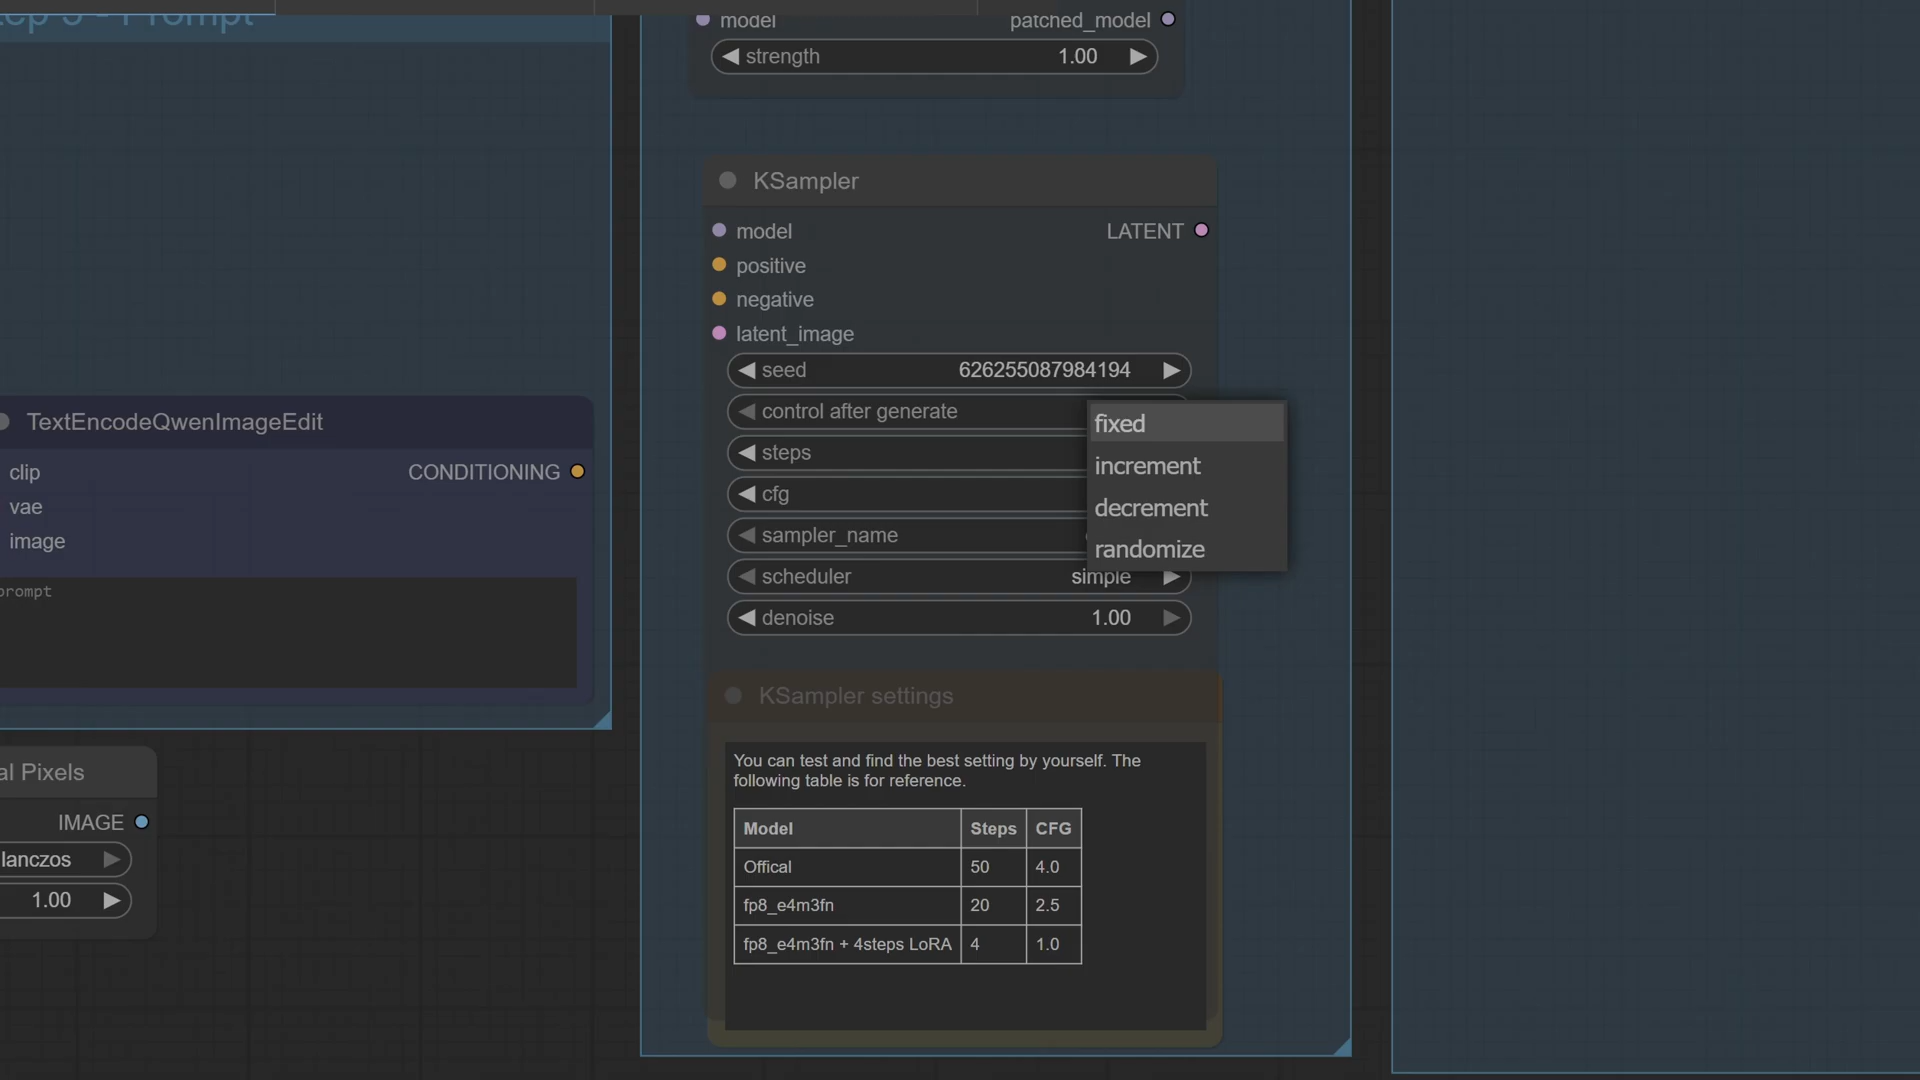 model
patched_model
strength
1.00
KSampler
model
LATENT
positive
negative
latent_image
seed
626255087984194
control after generate
fixed
increment
decrement
randomize
steps
cfg
sampler_name
scheduler
simple
denoise
1.00
TextEncodeQwenImageEdit
clip
CONDITIONING
vae
image
prompt
al Pixels
IMAGE
lanczos
1.00
KSampler settings
You can test and find the best setting by yourself. The
following table is for reference.
Model Steps CFG
Offical 50 4.0
fp8_e4m3fn 20 2.5
fp8_e4m3fn + 4steps LoRA 4 1.0